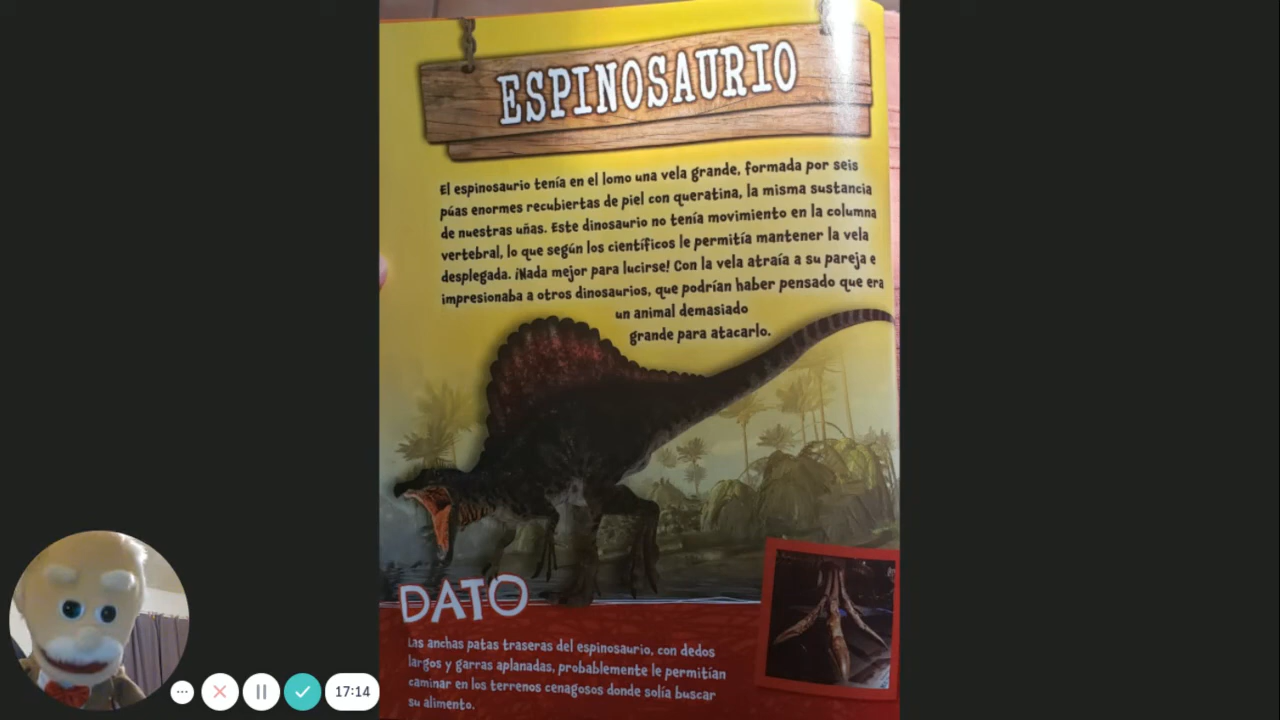 ESPINOSAURIO
El espinosaurio tenía en el lomo una vela grande, formada por seis
púas enormes recubiertas de piel con queratina, la misma sustancia
de nuestras uñas. Este dinosaurio no tenía movimiento en la columna
vertebral, lo que según los científicos le permitía mantener la vela
desplegada. ¡Nada mejor para lucirse! Con la vela atraía a su pareja e
impresionaba a otros dinosaurios, que podrían haber pensado que era
un animal demasiado
grande para atacarlo.
DATO
Las anchas patas traseras del espinosaurio, con dedos
largos y garras aplanadas, probablemente le permitían
caminar en los terrenos cenagosos donde solía buscar
su alimento.
17:14